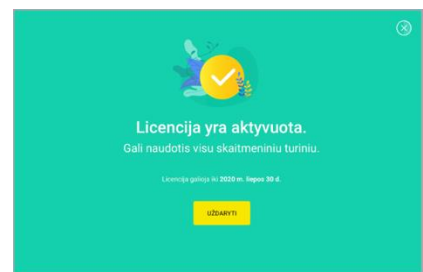 Licencija yra aktyvuota.
Gali naudotis visu skaitmeniniu turiniu.
Licencija galioja iki 2020 m. liepos 30 d.
UŽDARYTI